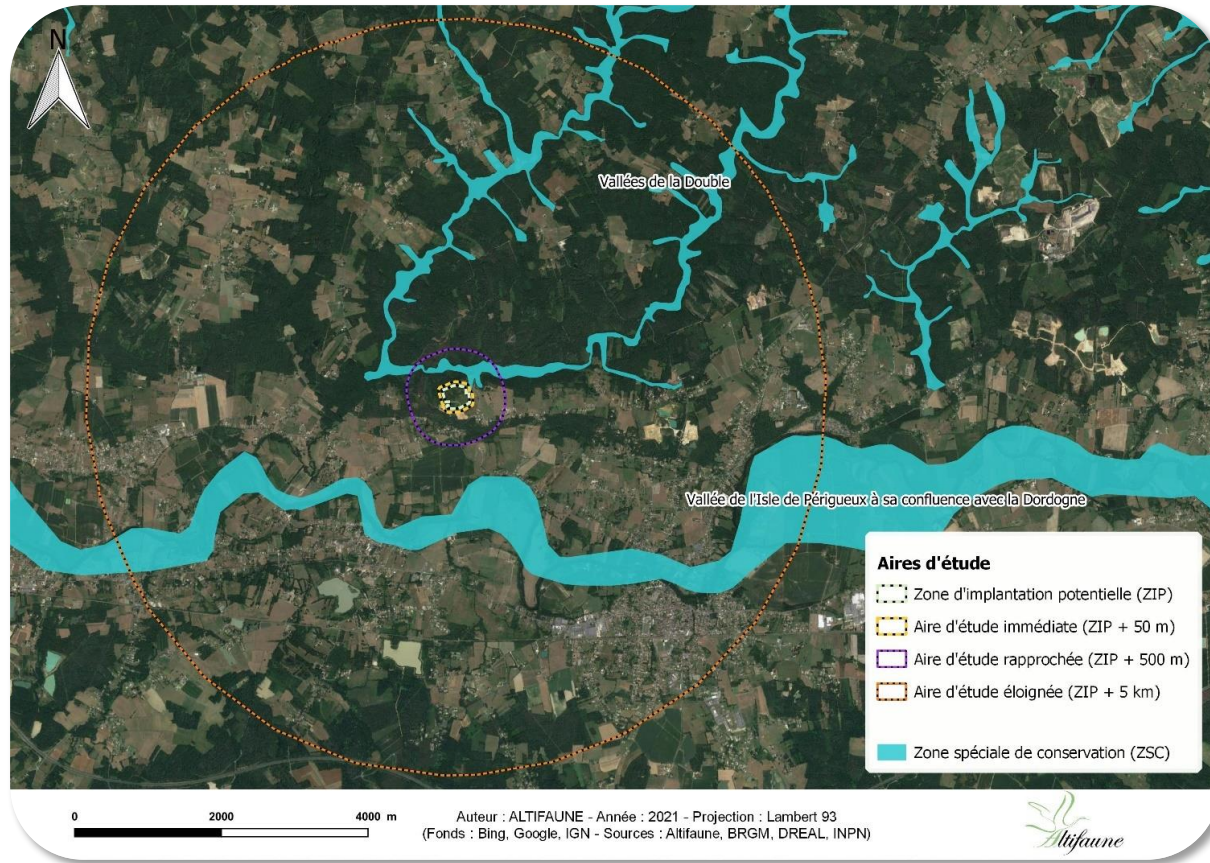 N
Vallées de la Double
Vallée de l'Isle de Périgueux à sa confluence avec la Dordogne
Aires d'étude
Zone d'implantation potentielle (ZIP)
Aire d'étude immédiate (ZIP + 50 m)
Aire d'étude rapprochée (ZIP + 500 m)
Aire d'étude éloignée (ZIP + 5 km)
Zone spéciale de conservation (ZSC)
0 2000 4000 m
Auteur : ALTIFAUNE - Année : 2021 - Projection : Lambert 93
(Fonds : Bing, Google, IGN - Sources : Altifaune, BRGM, DREAL, INPN)
Altifaune